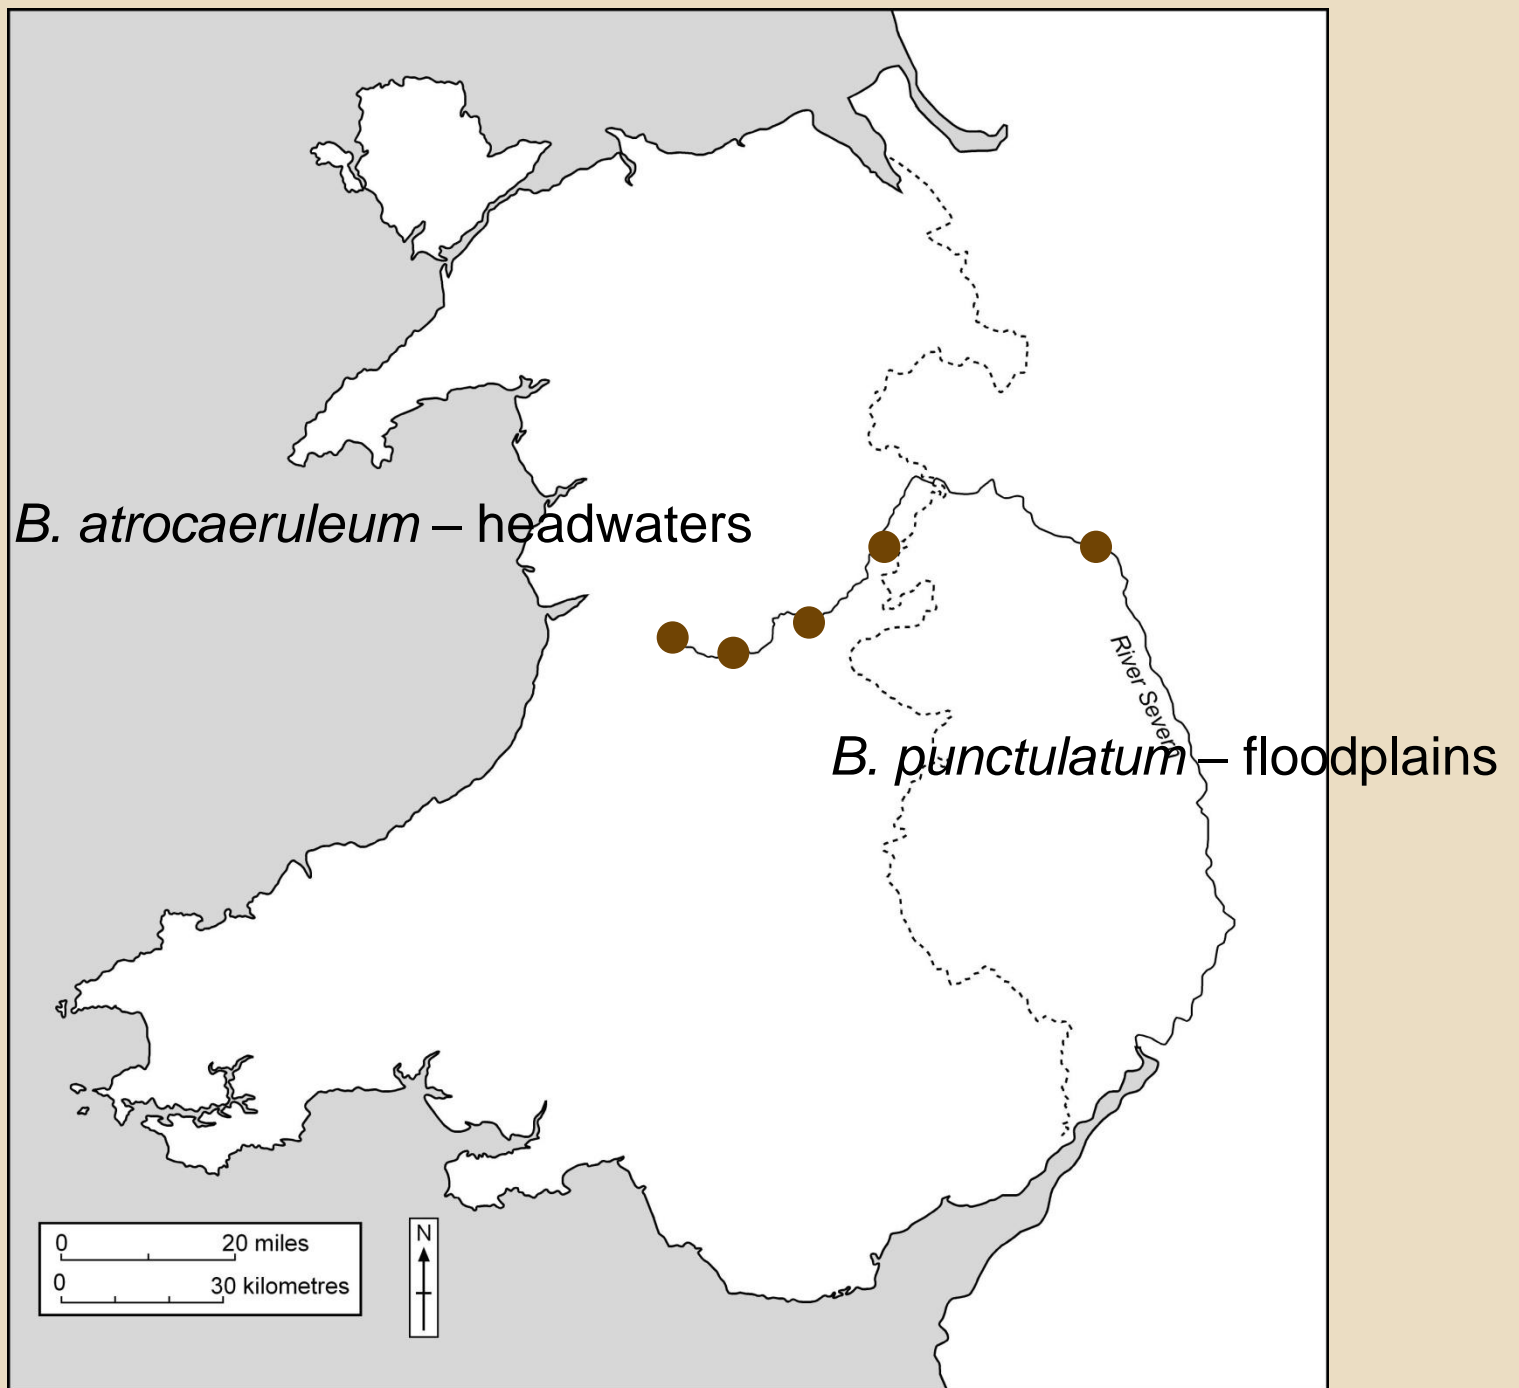 B. atrocaeruleum – headwaters
River Severn
B. punctulatum – floodplains
0 20 miles
0 30 kilometres
N